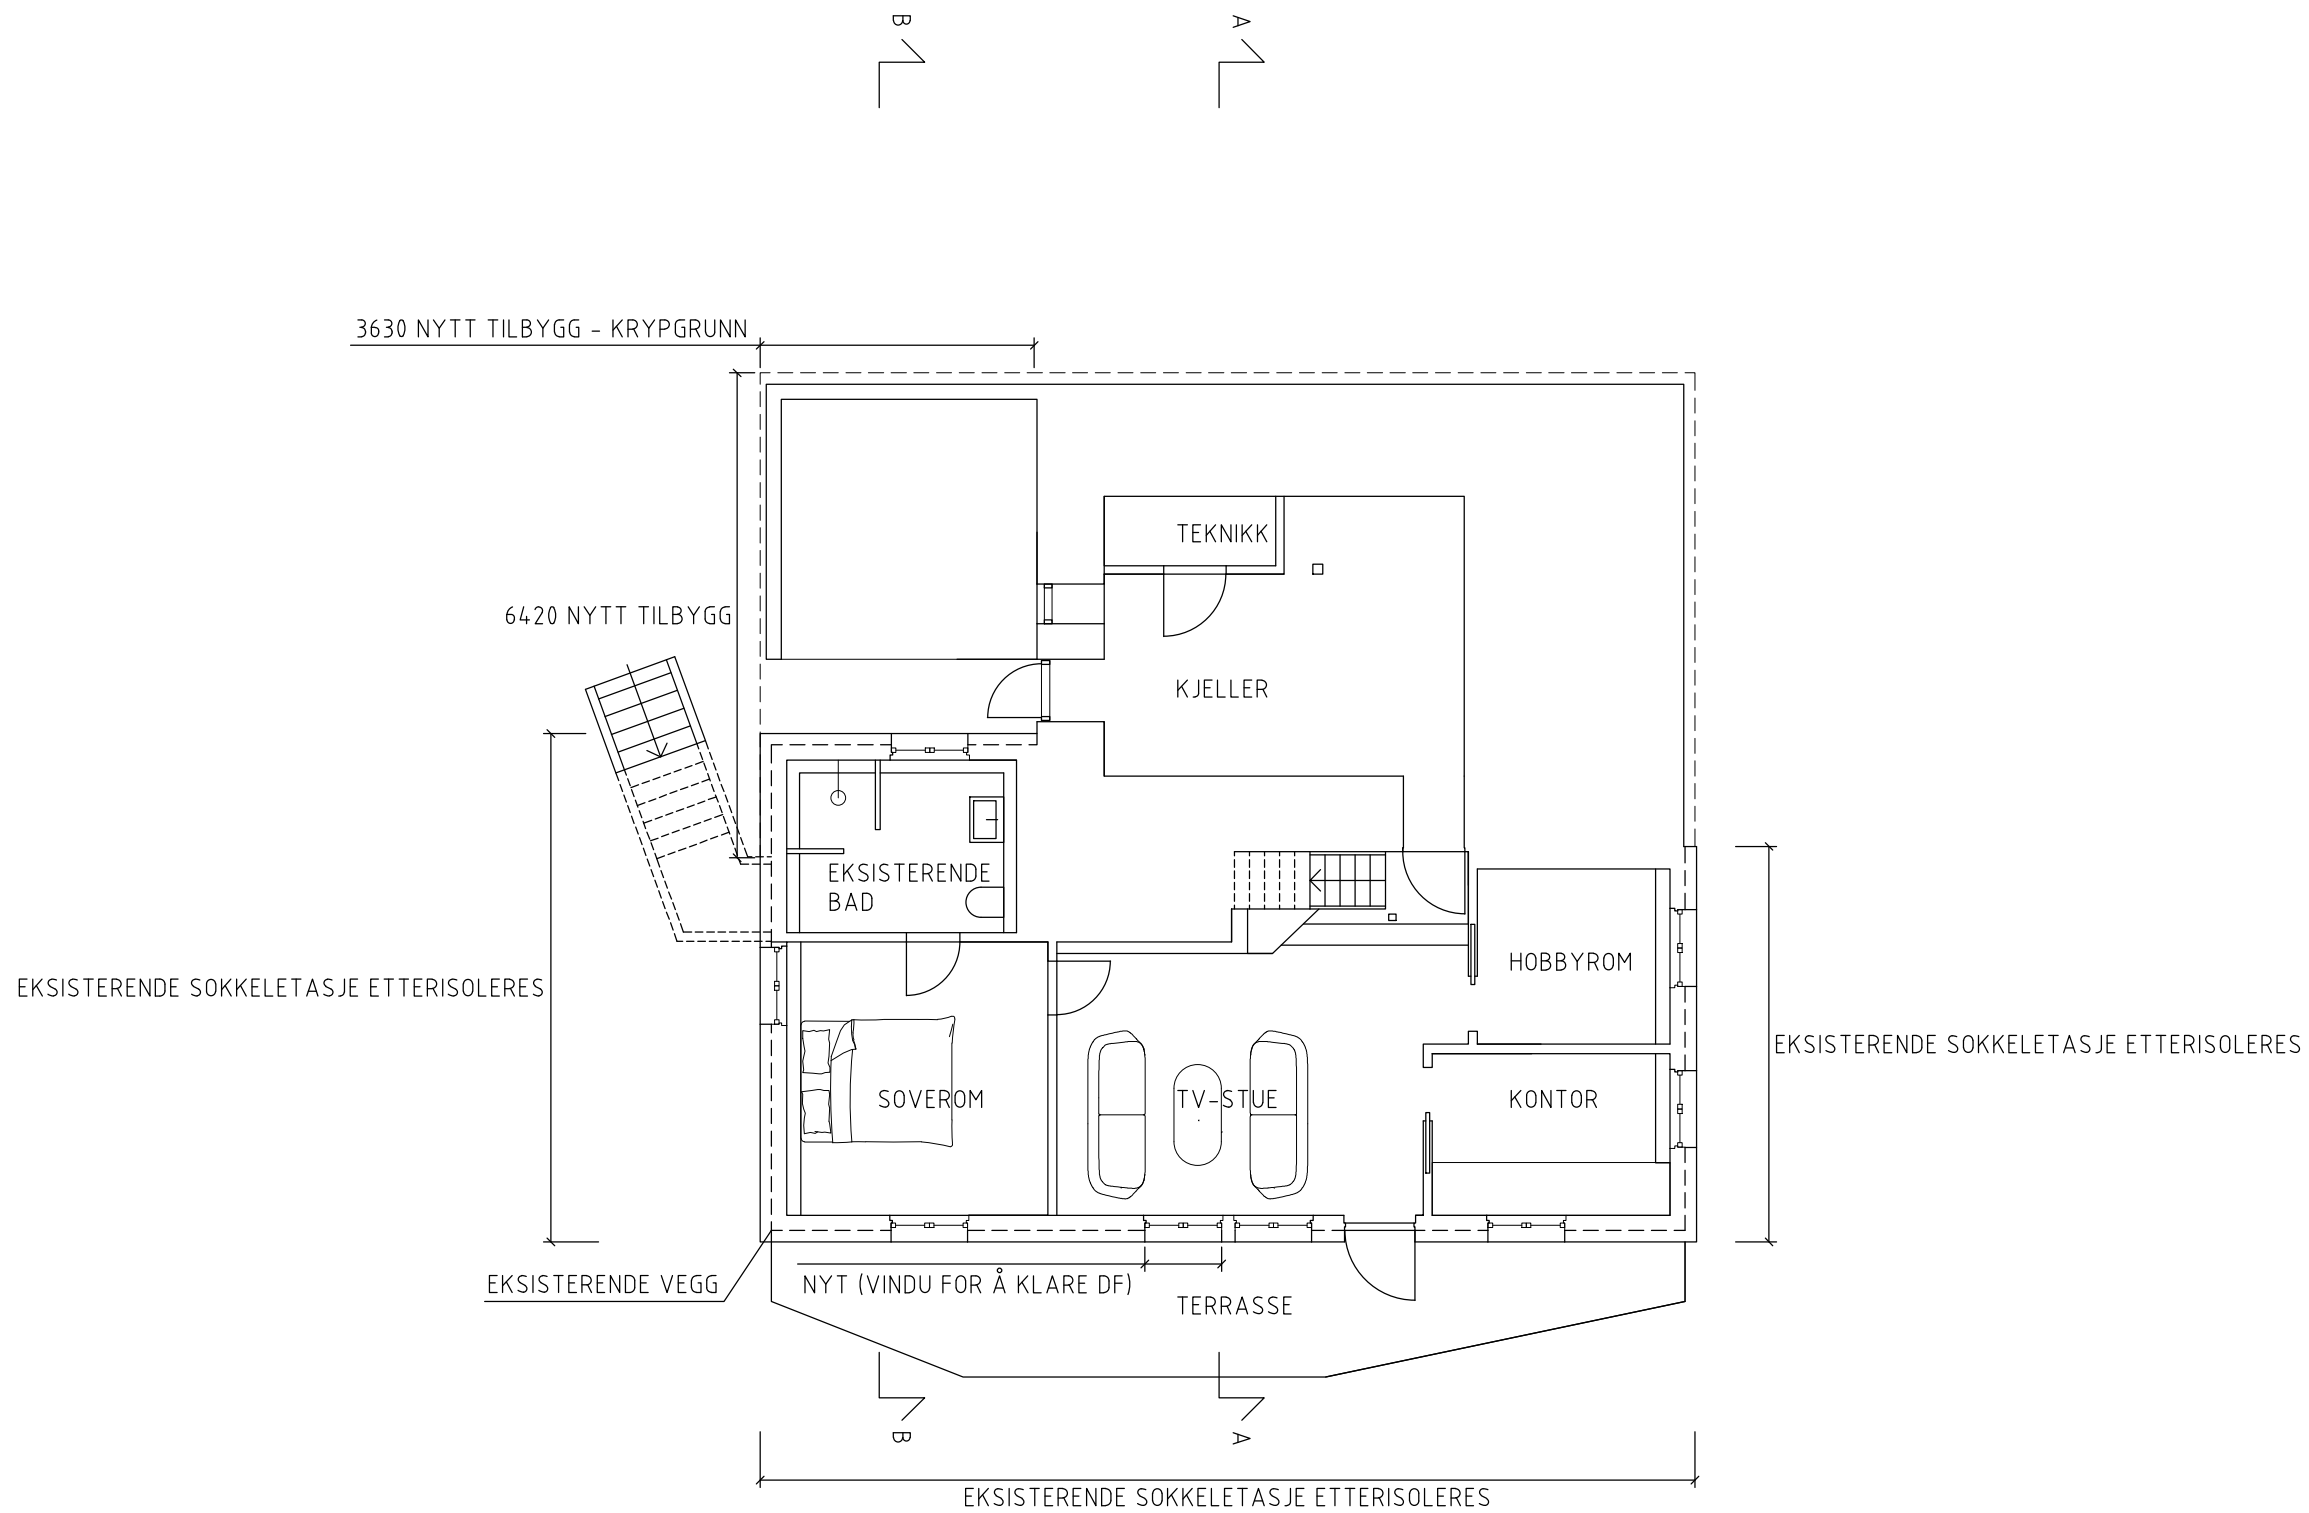 B
A
3630 NYTT TILBYGG - KRYPGRUNN
TEKNIKK
6420 NYTT TILBYGG
KJELLER
EKSISTERENDE
BAD
HOBBYROM
EKSISTERENDE SOKKELETASJE ETTERISOLERES
EKSISTERENDE SOKKELETASJE ETTERISOLERES
SOVEROM
TV-STUE
KONTOR
EKSISTERENDE VEGG
NYT (VINDU FOR Å KLARE DF)
TERRASSE
B
A
EKSISTERENDE SOKKELETASJE ETTERISOLERES